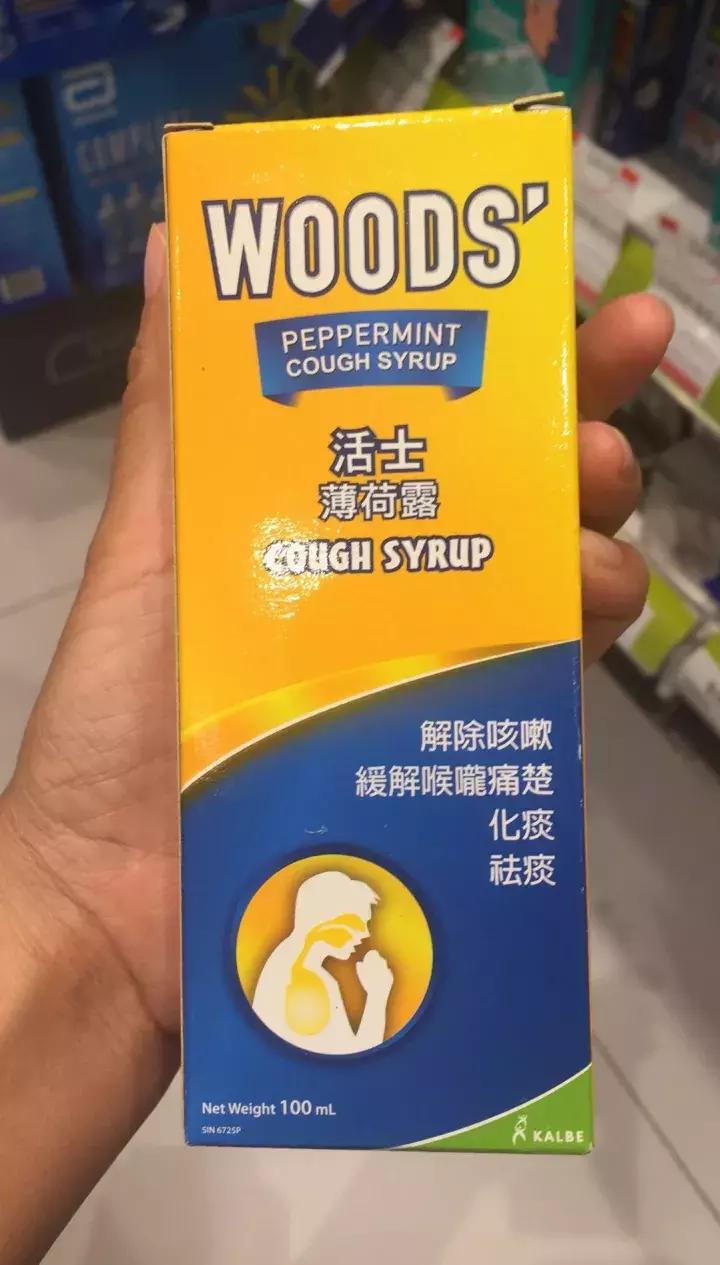 WOODS'
PEPPERMINT
COUGH SYRUP
活士
薄荷露
COUGH SYRUP
解除咳嗽
緩解喉嚨痛楚
化痰
祛痰
Net Weight 100 mL
SIN 6725P
KALBE